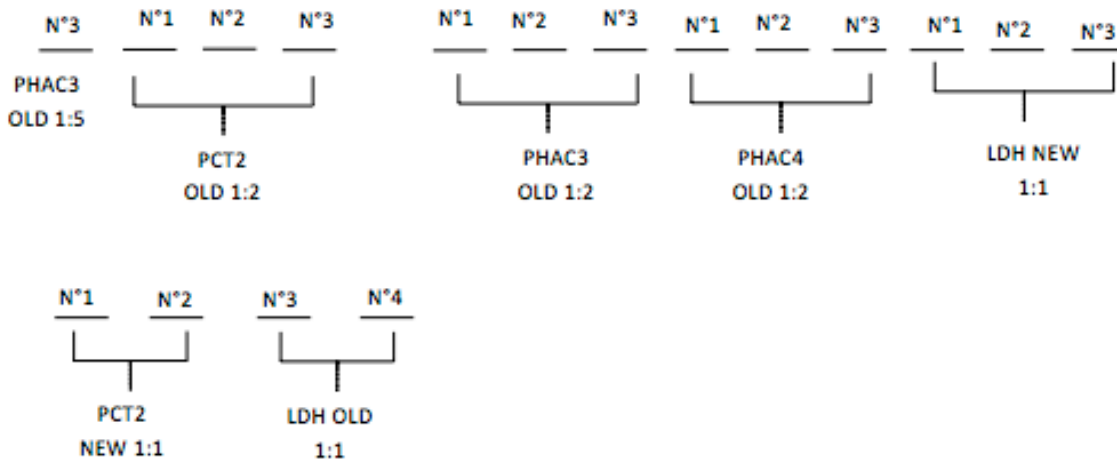 N°3 N°1 N°2 N°3 N°1 N°2 N°3 N°1 N°2 N°3 N°1 N°2 N°3
PHAC3
OLD 1:5
PCT2
OLD 1:2
PHAC3
OLD 1:2
PHAC4
OLD 1:2
LDH NEW
1:1
N°1 N°2 N°3 N°4
PCT2
NEW 1:1
LDH OLD
1:1